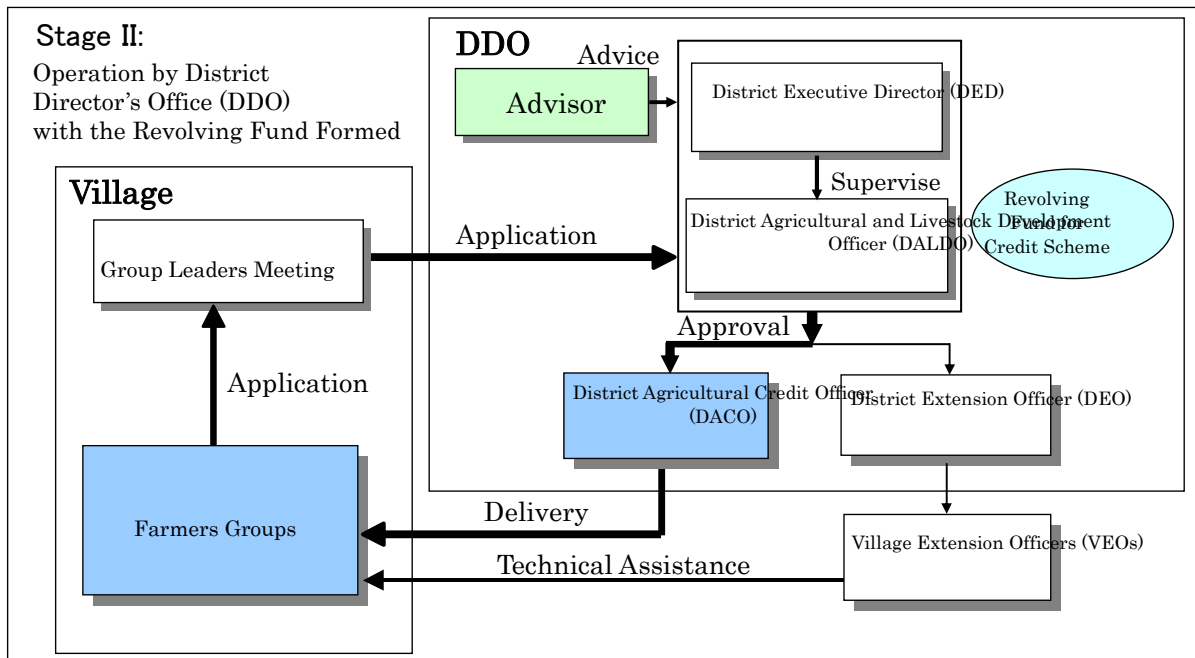 Stage II:
Operation by District
Director's Office (DDO)
with the Revolving Fund Formed
DDO
Advice
Advisor
District Executive Director (DED)
Supervise
District Agricultural and Livestock Development
Officer (DALDO)
Revolving
Fund for
Credit Scheme
Village
Group Leaders Meeting
Application
Approval
Application
District Agricultural Credit Officer
(DACO)
District Extension Officer (DEO)
Farmers Groups
Delivery
Village Extension Officers (VEOs)
Technical Assistance